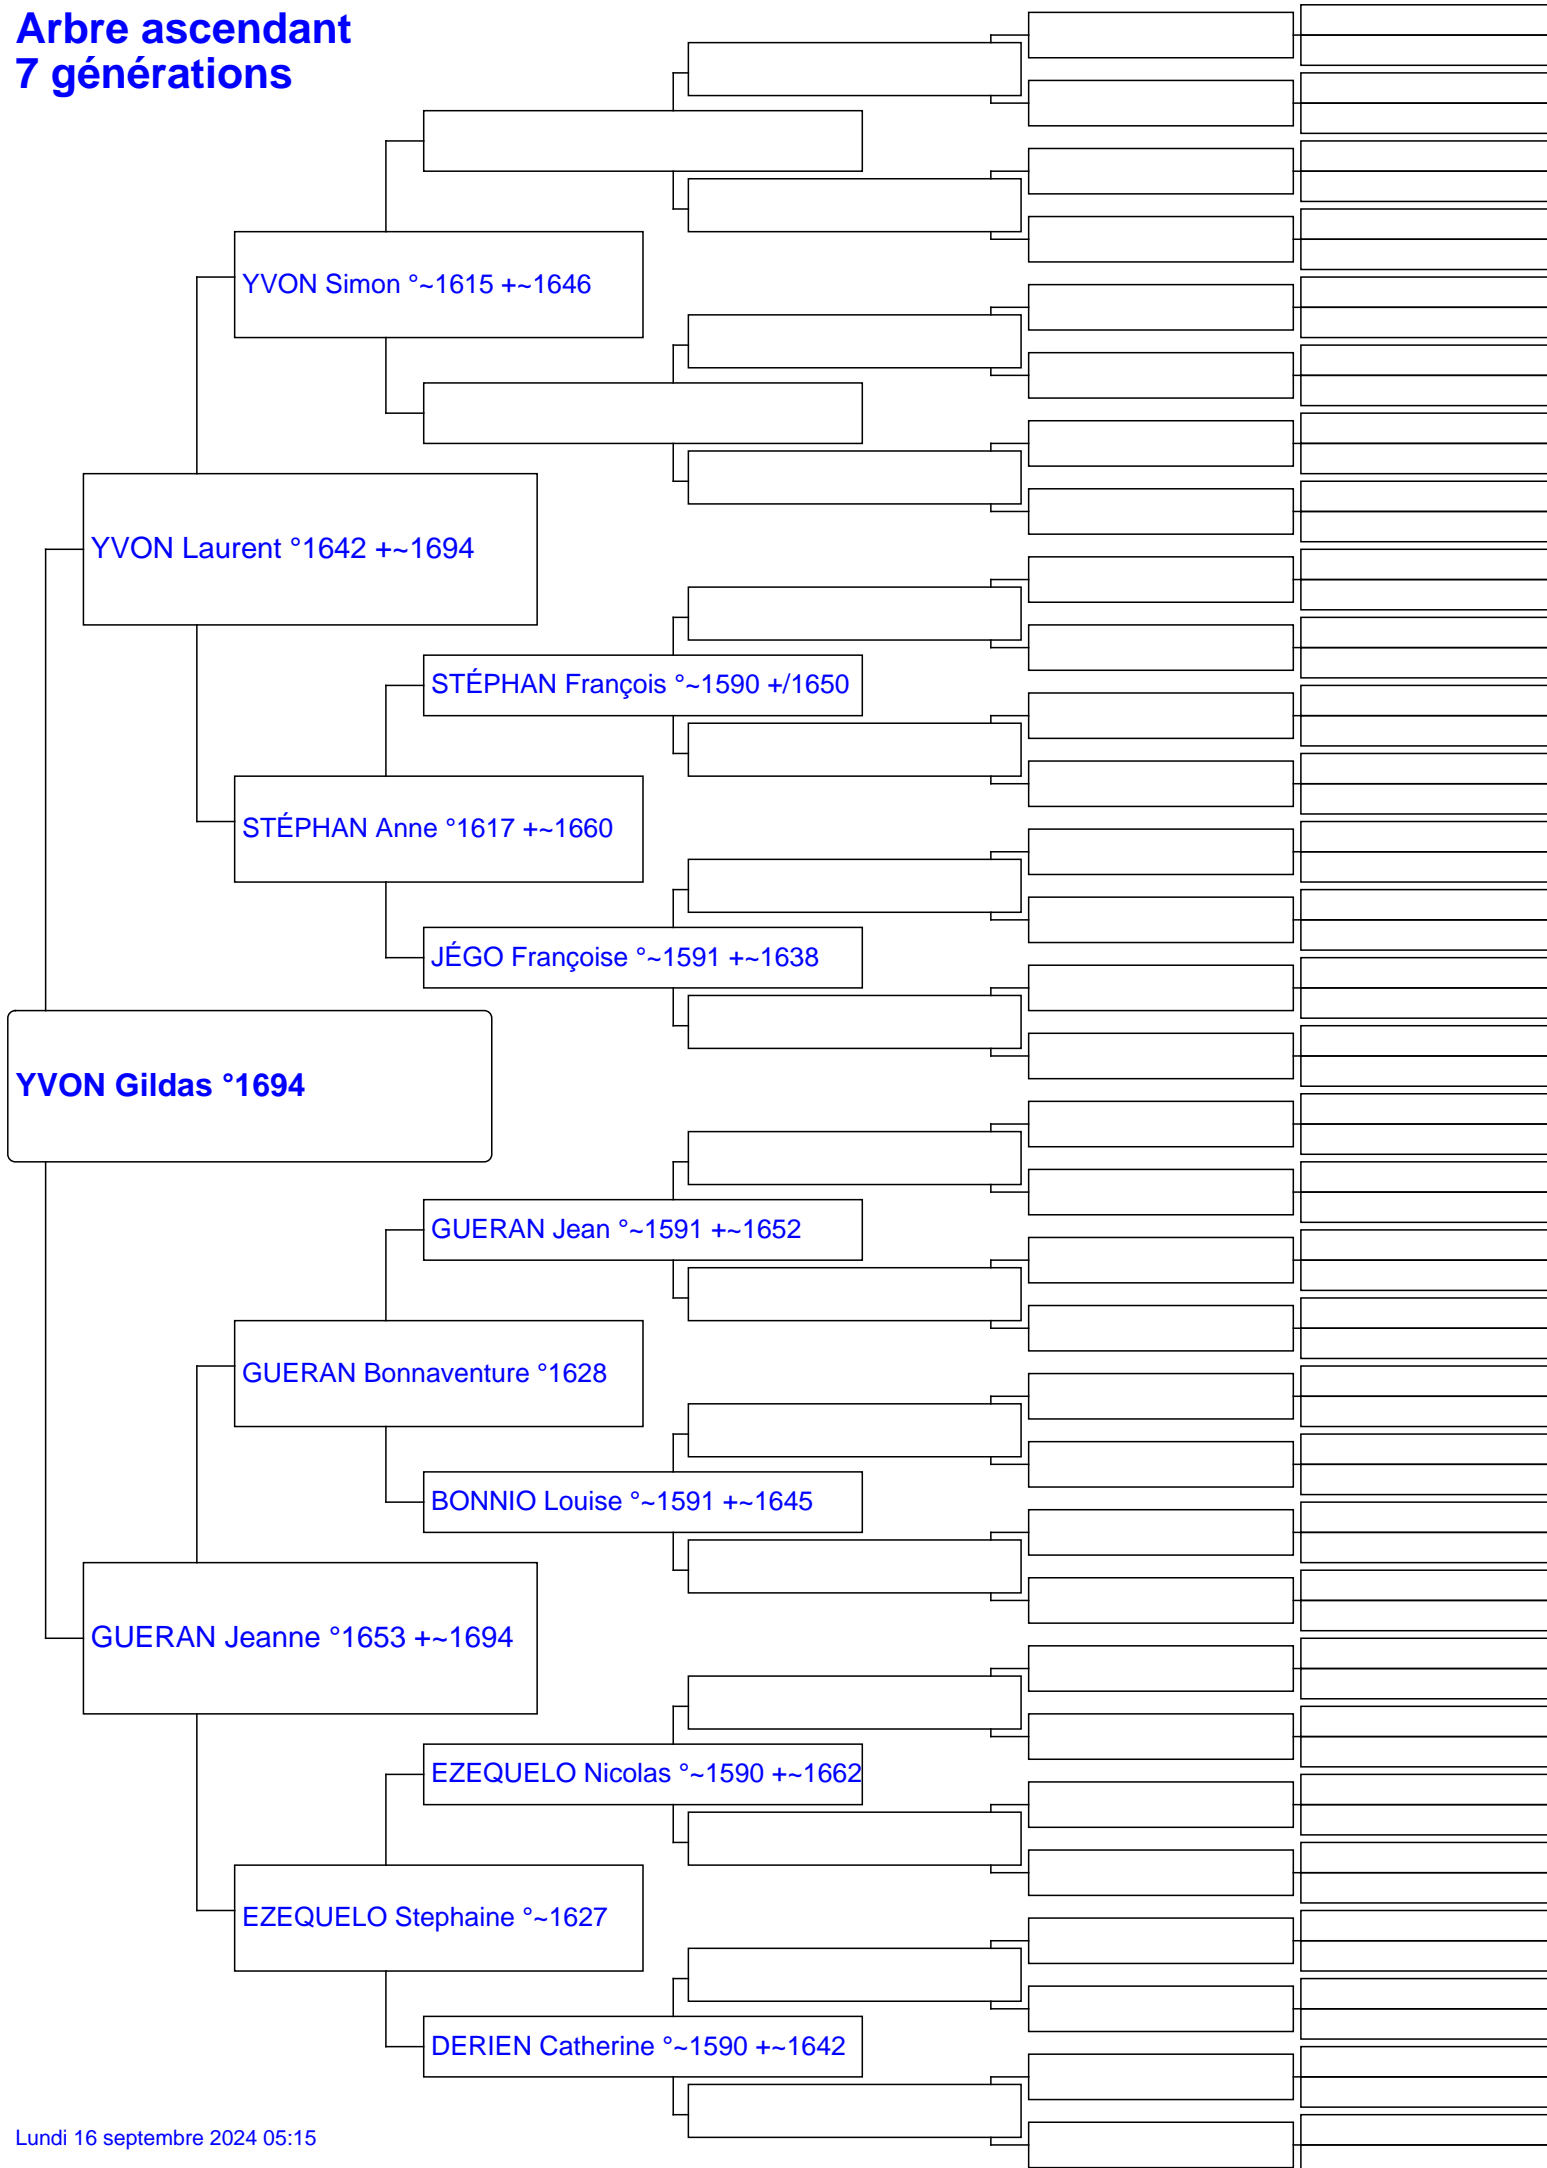 Arbre ascendant
7 générations
YVON Simon °~1615 +~1646
YVON Laurent °1642 +~1694
STÉPHAN François °~1590 +/1650
STÉPHAN Anne °1617 +~1660
JÉGO Françoise °~1591 +~1638
YVON Gildas °1694
GUERAN Jean °~1591 +~1652
GUERAN Bonnaventure °1628
BONNIO Louise °~1591 +~1645
GUERAN Jeanne °1653 +~1694
EZEQUELO Nicolas °~1590 +~1662
EZEQUELO Stephaine °~1627
DERIEN Catherine °~1590 +~1642
Lundi 16 septembre 2024 05:15